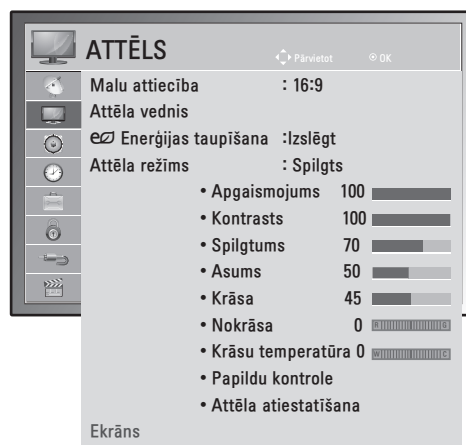 ATTĒLS
Pārvietot
OK
Malu attiecība : 16:9
Attēla vednis
Enerģijas taupīšana :Izslēgt
Attēla režīms : Spilgts
• Apgaismojums 100
• Kontrasts 100
• Spilgtums 70
• Asums 50
• Krāsa 45
• Nokrāsa 0 R G
• Krāsu temperatūra 0 W C
• Papildu kontrole
• Attēla atiestatīšana
Ekrāns